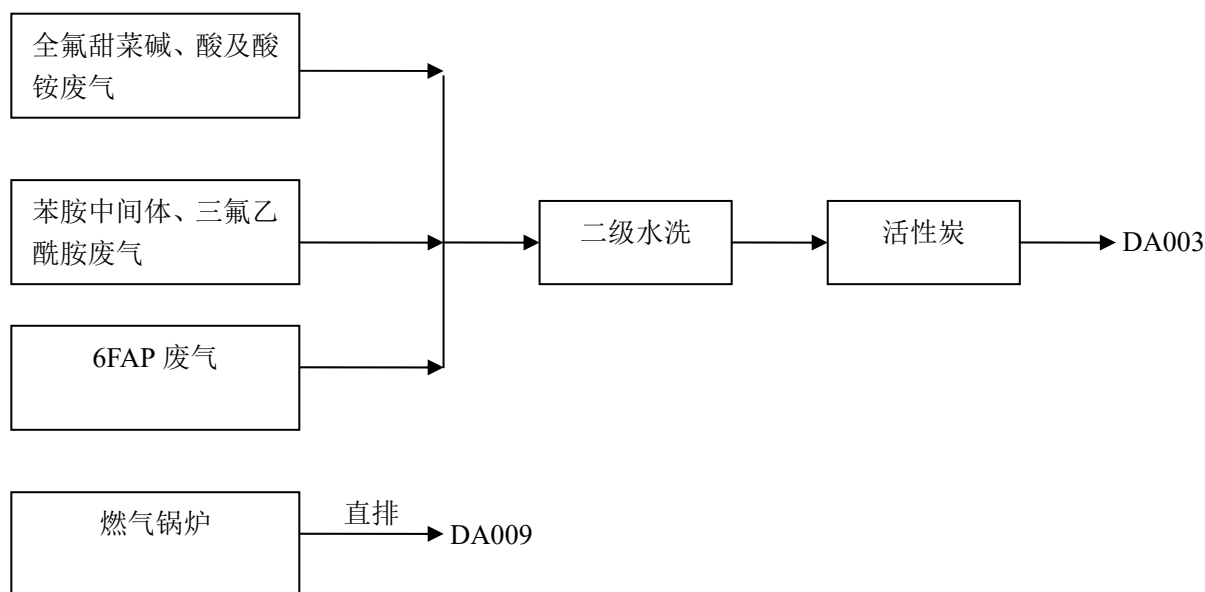 全氟甜菜碱、酸及酸
铵废气
苯胺中间体、三氟乙
酰胺废气
二级水洗
活性炭
DA003
6FAP 废气
燃气锅炉
直排
DA009